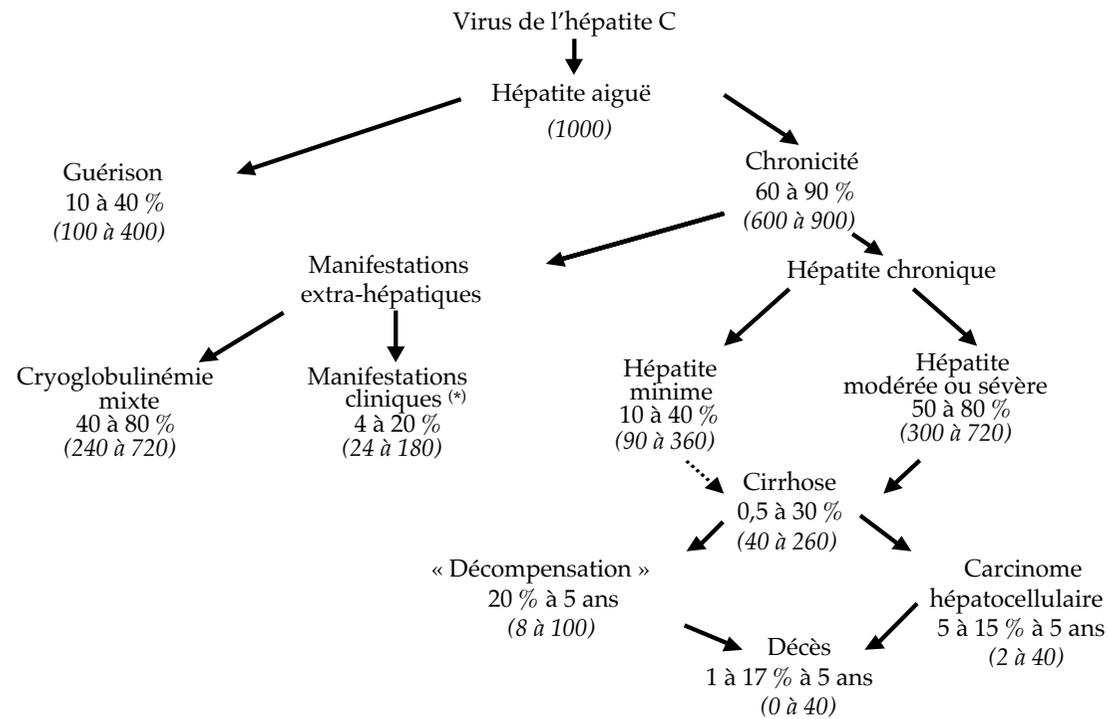 Virus de l’hépatite C
Hépatite aiguë
(1000)
Guérison
10 à 40 %
(100 à 400)
Chronicité
60 à 90 %
(600 à 900)
Manifestations
extra-hépatiques
Hépatite chronique
Cryoglobulinémie
mixte
40 à 80 %
(240 à 720)
Manifestations
cliniques (*)
4 à 20 %
(24 à 180)
Hépatite
minime
10 à 40 %
(90 à 360)
Hépatite
modérée ou sévère
50 à 80 %
(300 à 720)
Cirrhose
0,5 à 30 %
(40 à 260)
« Décompensation »
20 % à 5 ans
(8 à 100)
Carcinome
hépatocellulaire
5 à 15 % à 5 ans
(2 à 40)
Décès
1 à 17 % à 5 ans
(0 à 40)